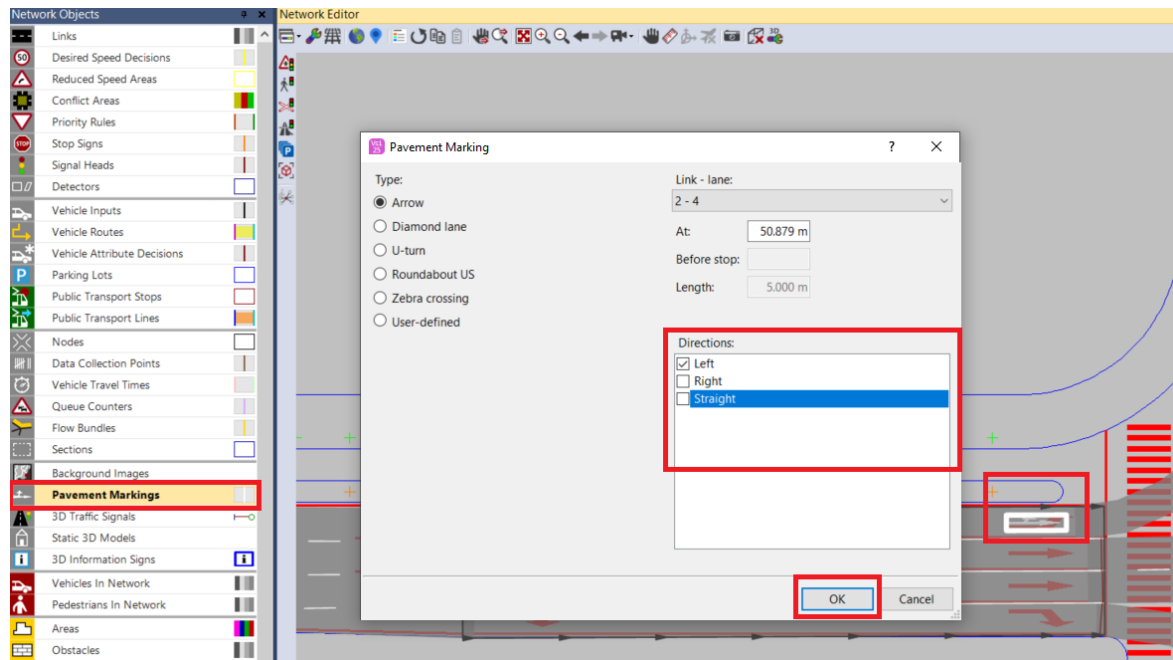 Network Objects
Links
50
Desired Speed Decisions
Reduced Speed Areas
Conflict Areas
Priority Rules
STOP
Stop Signs
Signal Heads
Detectors
Vehicle Inputs
Vehicle Routes
Vehicle Attribute Decisions
P
Parking Lots
Public Transport Stops
Public Transport Lines
Nodes
Data Collection Points
Vehicle Travel Times
Queue Counters
Flow Bundles
Sections
Background Images
Pavement Markings
3D Traffic Signals
Static 3D Models
3D Information Signs
Vehicles In Network
Pedestrians In Network
Areas
Obstacles
Network Editor
3D
P
Pavement Marking
?
Type:
Arrow
Diamond lane
U-turn
Roundabout US
Zebra crossing
User-defined
Link - lane:
2 - 4
At:
50.879 m
Before stop:
Length:
5.000 m
Directions:
Left
Right
Straight
OK
Cancel